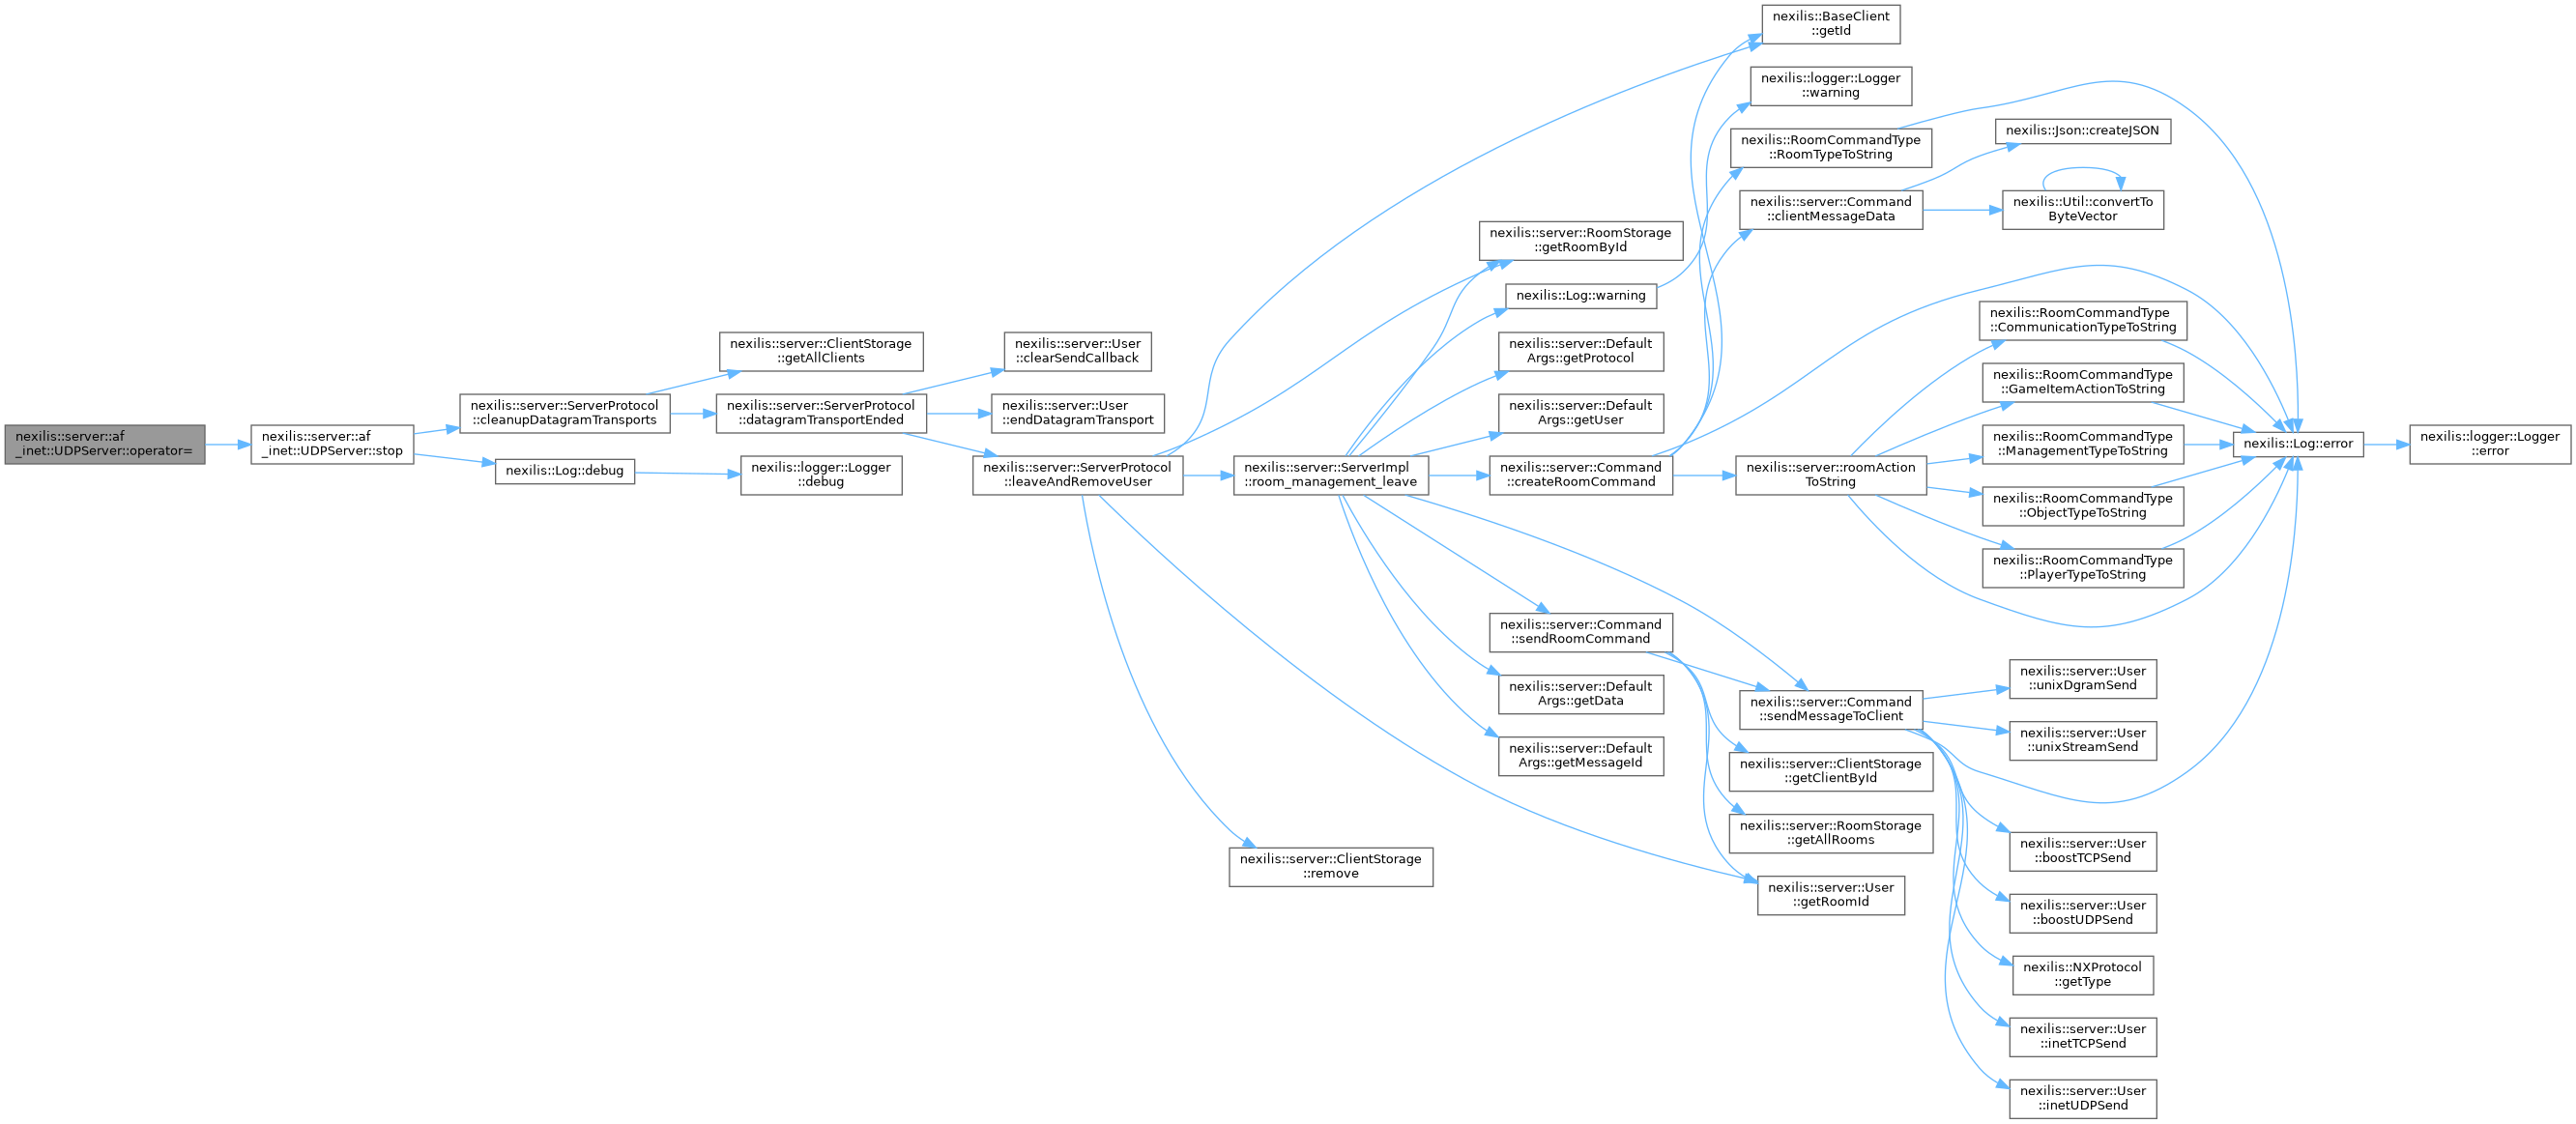 nexilis::server::af
_inet::UDPServer::operator=
nexilis::server::af
_inet::UDPServer::stop
nexilis::server::ServerProtocol
::cleanupDatagramTransports
nexilis::Log::debug
nexilis::server::ClientStorage
::getAllClients
nexilis::server::ServerProtocol
::datagramTransportEnded
nexilis::logger::Logger
::debug
nexilis::server::User
::clearSendCallback
nexilis::server::User
::endDatagramTransport
nexilis::server::ServerProtocol
::leaveAndRemoveUser
nexilis::server::ServerImpl
::room_management_leave
nexilis::server::ClientStorage
::remove
nexilis::server::RoomStorage
::getRoomById
nexilis::Log::warning
nexilis::server::Default
Args::getProtocol
nexilis::server::Default
Args::getUser
nexilis::server::Command
::createRoomCommand
nexilis::server::Command
::sendRoomCommand
nexilis::server::Default
Args::getData
nexilis::server::Default
Args::getMessageId
nexilis::BaseClient
::getId
nexilis::logger::Logger
::warning
nexilis::RoomCommandType
::RoomTypeToString
nexilis::server::Command
::clientMessageData
nexilis::server::roomAction
ToString
nexilis::server::Command
::sendMessageToClient
nexilis::server::ClientStorage
::getClientById
nexilis::server::RoomStorage
::getAllRooms
nexilis::server::User
::getRoomId
nexilis::Json::createJSON
nexilis::Util::convertTo
ByteVector
nexilis::RoomCommandType
::CommunicationTypeToString
nexilis::RoomCommandType
::GameItemActionToString
nexilis::RoomCommandType
::ManagementTypeToString
nexilis::RoomCommandType
::ObjectTypeToString
nexilis::RoomCommandType
::PlayerTypeToString
nexilis::server::User
::unixDgramSend
nexilis::server::User
::unixStreamSend
nexilis::server::User
::boostTCPSend
nexilis::server::User
::boostUDPSend
nexilis::NXProtocol
::getType
nexilis::server::User
::inetTCPSend
nexilis::server::User
::inetUDPSend
nexilis::Log::error
nexilis::logger::Logger
::error